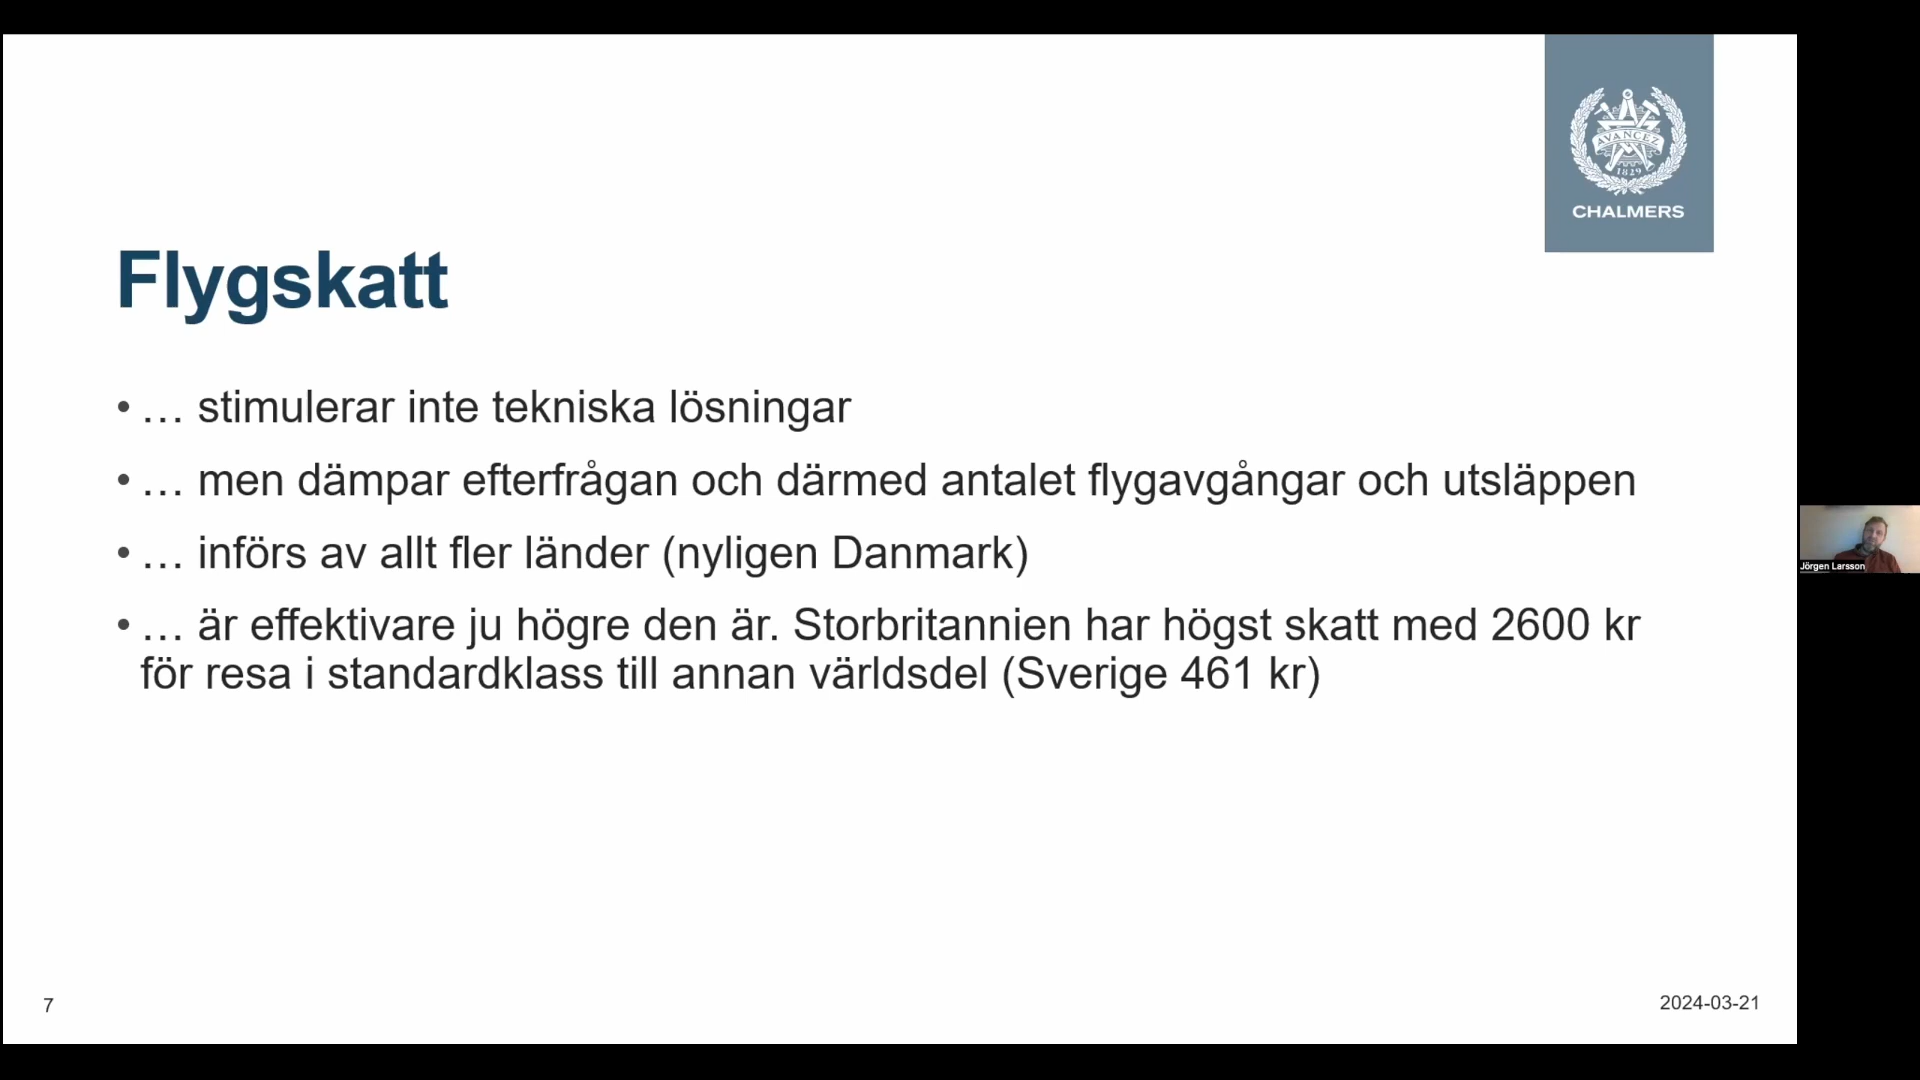 AVANCEZ
1829
CHALMERS
Flygskatt
• … stimulerar inte tekniska lösningar
• … men dämpar efterfrågan och därmed antalet flygavgångar och utsläppen
• … införs av allt fler länder (nyligen Danmark)
• … är effektivare ju högre den är. Storbritannien har högst skatt med 2600 kr
för resa i standardklass till annan världsdel (Sverige 461 kr)
Jörgen Larsson
7
2024-03-21